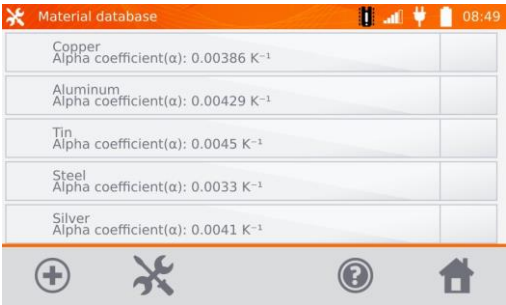 Material database 08:49
Copper
Alpha coefficient(α): 0.00386 K⁻¹
Aluminum
Alpha coefficient(α): 0.00429 K⁻¹
Tin
Alpha coefficient(α): 0.0045 K⁻¹
Steel
Alpha coefficient(α): 0.0033 K⁻¹
Silver
Alpha coefficient(α): 0.0041 K⁻¹